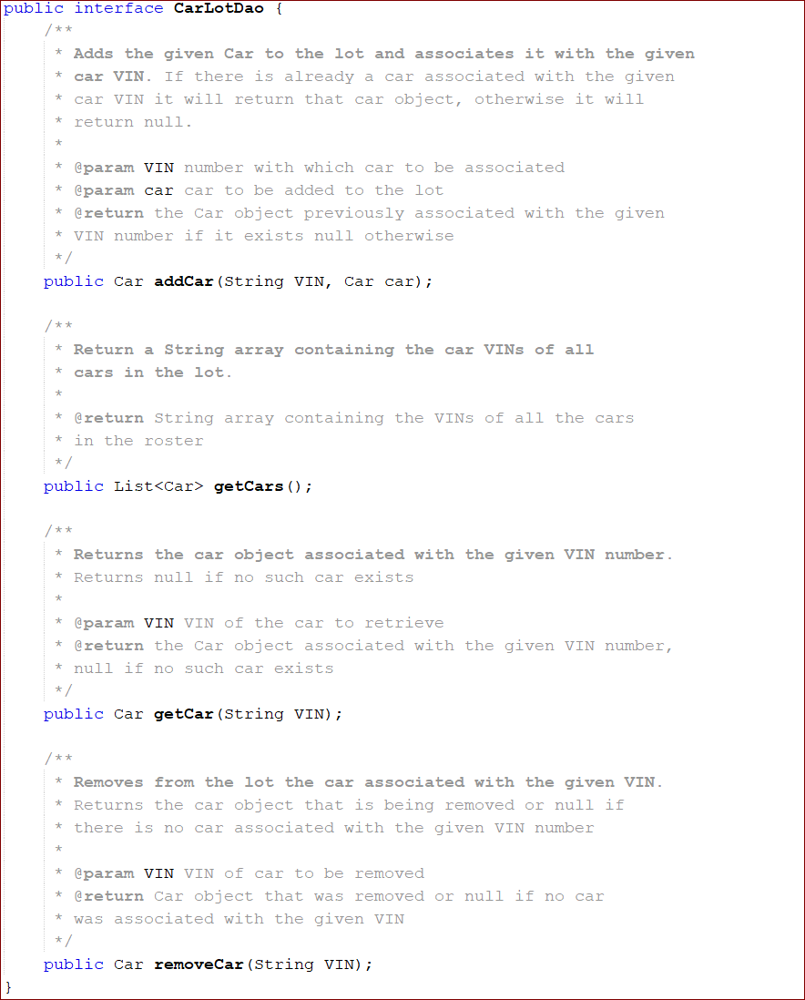 public interface CarLotDao {
    /**
     * Adds the given Car to the lot and associates it with the given
     * car VIN. If there is already a car associated with the given
     * car VIN it will return that car object, otherwise it will
     * return null.
     *
     * @param VIN number with which car to be associated
     * @param car car to be added to the lot
     * @return the Car object previously associated with the given
     * VIN number if it exists null otherwise
     */
    public Car addCar(String VIN, Car car);

    /**
     * Return a String array containing the car VINs of all
     * cars in the lot.
     *
     * @return String array containing the VINs of all the cars
     * in the roster
     */
    public List<Car> getCars();

    /**
     * Returns the car object associated with the given VIN number.
     * Returns null if no such car exists
     *
     * @param VIN VIN of the car to retrieve
     * @return the Car object associated with the given VIN number,
     * null if no such car exists
     */
    public Car getCar(String VIN);

    /**
     * Removes from the lot the car associated with the given VIN.
     * Returns the car object that is being removed or null if
     * there is no car associated with the given VIN number
     *
     * @param VIN VIN of car to be removed
     * @return Car object that was removed or null if no car
     * was associated with the given VIN
     */
    public Car removeCar(String VIN);
}